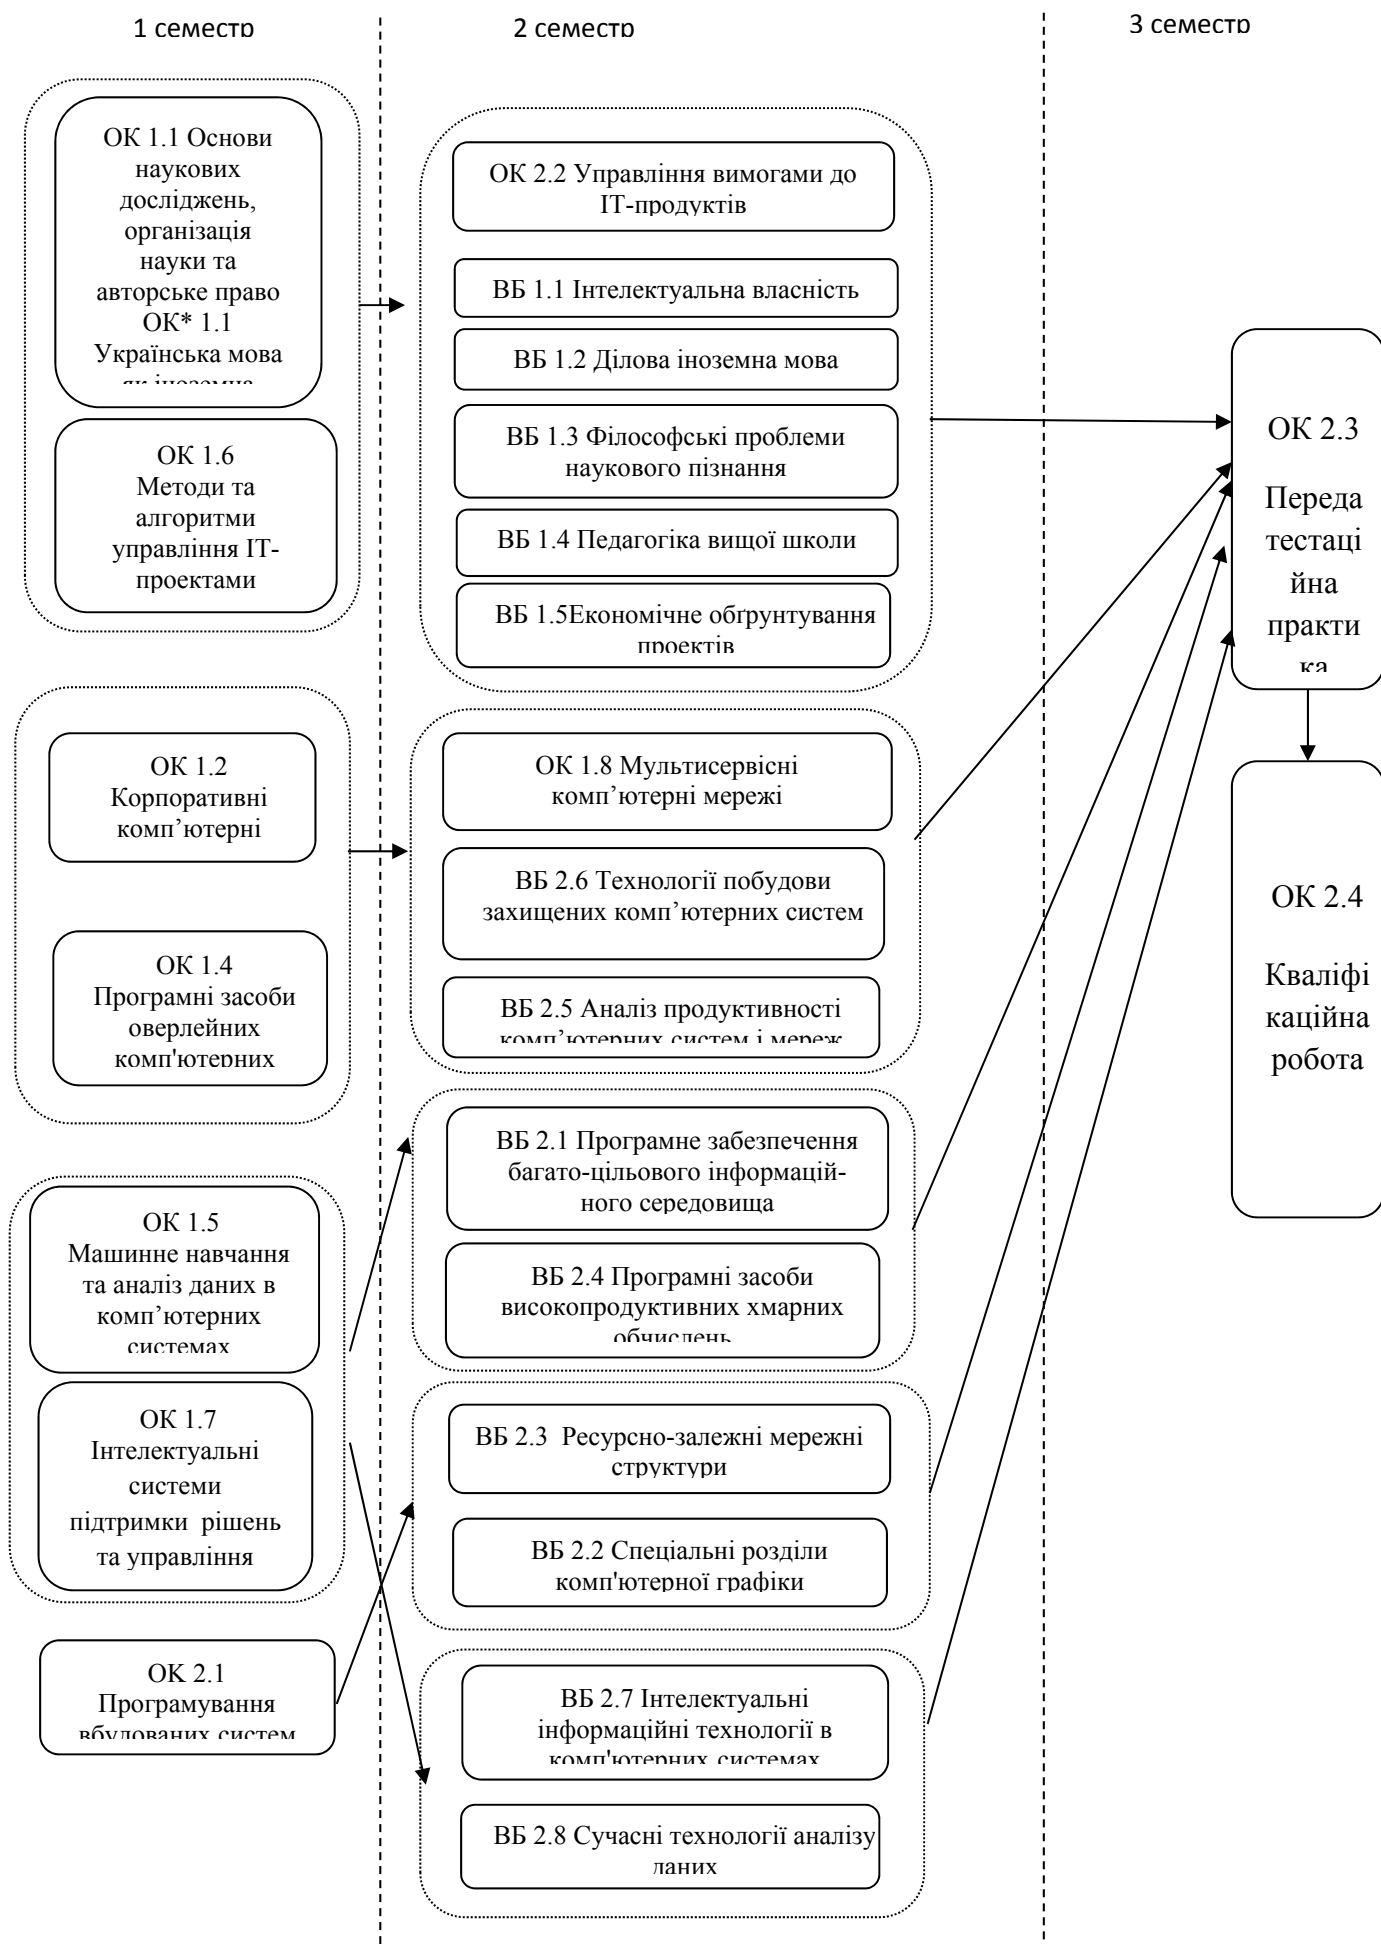 1 семестр
2 семестр
3 семестр
ОК 1.1 Основи
наукових
досліджень,
організація
науки та
авторське право
ОК* 1.1
Українська мова
як іноземна
ОК 1.6
Методи та
алгоритми
управління ІТ-
проектами
ОК 1.2
Корпоративні
комп’ютерні
ОК 1.4
Програмні засоби
оверлейних
комп'ютерних
ОК 1.5
Машинне навчання
та аналіз даних в
комп’ютерних
системах
ОК 1.7
Інтелектуальні
системи
підтримки рішень
та управління
ОК 2.1
Програмування
вбудованих систем
ОК 2.2 Управління вимогами до
ІТ-продуктів
ВБ 1.1 Інтелектуальна власність
ВБ 1.2 Ділова іноземна мова
ВБ 1.3 Філософські проблеми
наукового пізнання
ВБ 1.4 Педагогіка вищої школи
ВБ 1.5Економічне обґрунтування
проектів
ОК 1.8 Мультисервісні
комп’ютерні мережі
ВБ 2.6 Технології побудови
захищених комп’ютерних систем
ВБ 2.5 Аналіз продуктивності
комп’ютерних систем і мереж
ВБ 2.1 Програмне забезпечення
багато-цільового інформацій-
ного середовища
ВБ 2.4 Програмні засоби
високопродуктивних хмарних
обчислень
ВБ 2.3 Ресурсно-залежні мережні
структури
ВБ 2.2 Спеціальні розділи
комп'ютерної графіки
ВБ 2.7 Інтелектуальні
інформаційні технології в
комп'ютерних системах
ВБ 2.8 Сучасні технології аналізу
даних
ОК 2.3
Переда
тестаці
йна
практи
ка
ОК 2.4
Кваліфі
каційна
робота